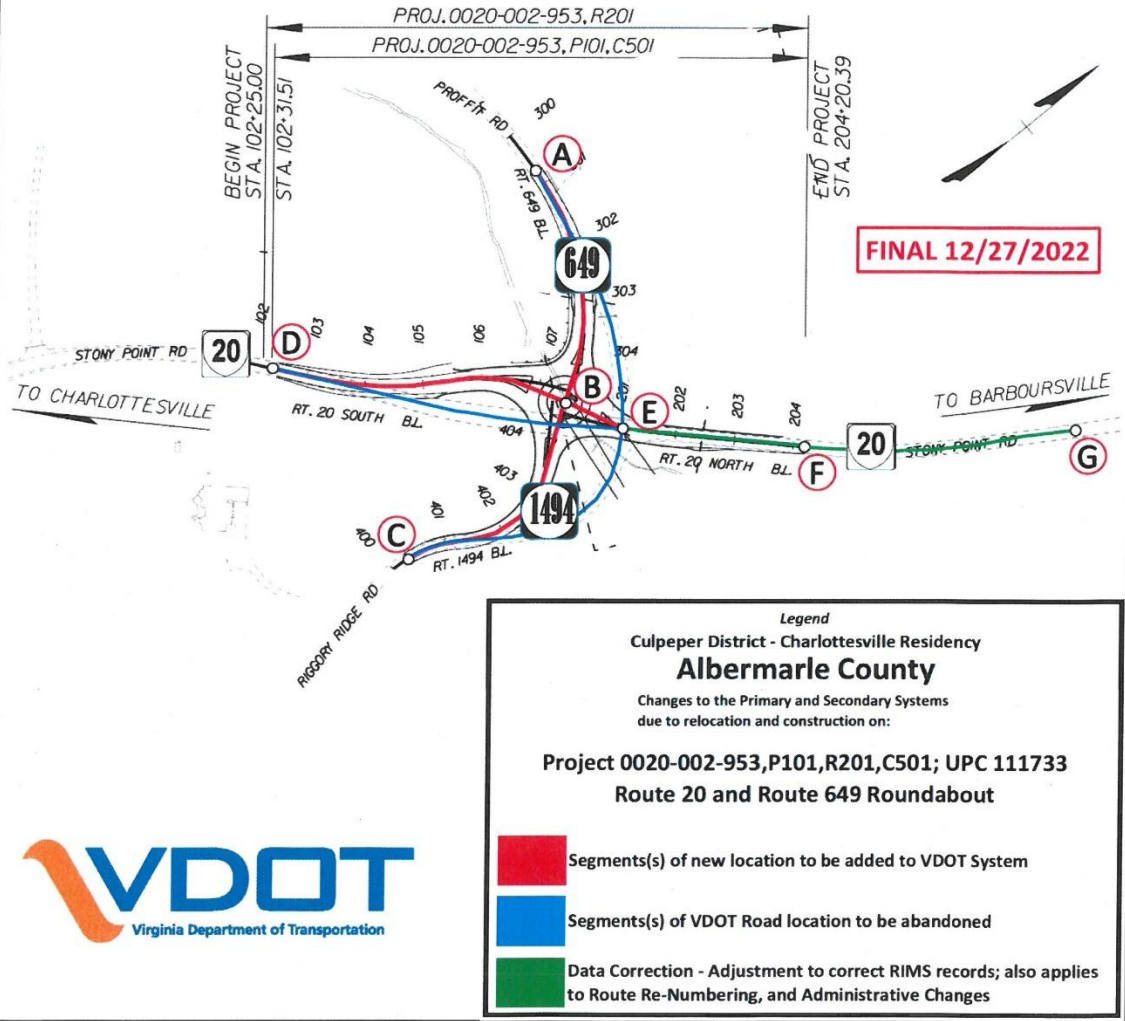 PROJ. 0020-002-953, R201
PROJ. 0020-002-953, P101, C501
BEGIN PROJECT
STA. 102+25.00
STA. 102+31.51
END PROJECT
STA. 204+20.39
PROFFIT RD
300
A
RT. 649 B.L.
302
649
303
304
FINAL 12/27/2022
102
103
104
105
106
107
STONY POINT RD
20
D
B
201
E
202
203
204
TO CHARLOTTESVILLE
TO BARBOURSVILLE
RT. 20 SOUTH B.L.
404
RT. 20 NORTH B.L.
F
20
STONY POINT RD
G
403
402
401
400
1494
C
RT. 1494 B.L.
RIGGORY RIDGE RD
Legend
Culpeper District - Charlottesville Residency
Albermarle County
Changes to the Primary and Secondary Systems
due to relocation and construction on:
Project 0020-002-953,P101,R201,C501; UPC 111733
Route 20 and Route 649 Roundabout
Segments(s) of new location to be added to VDOT System
Segments(s) of VDOT Road location to be abandoned
Data Correction - Adjustment to correct RIMS records; also applies
to Route Re-Numbering, and Administrative Changes
VDOT
Virginia Department of Transportation